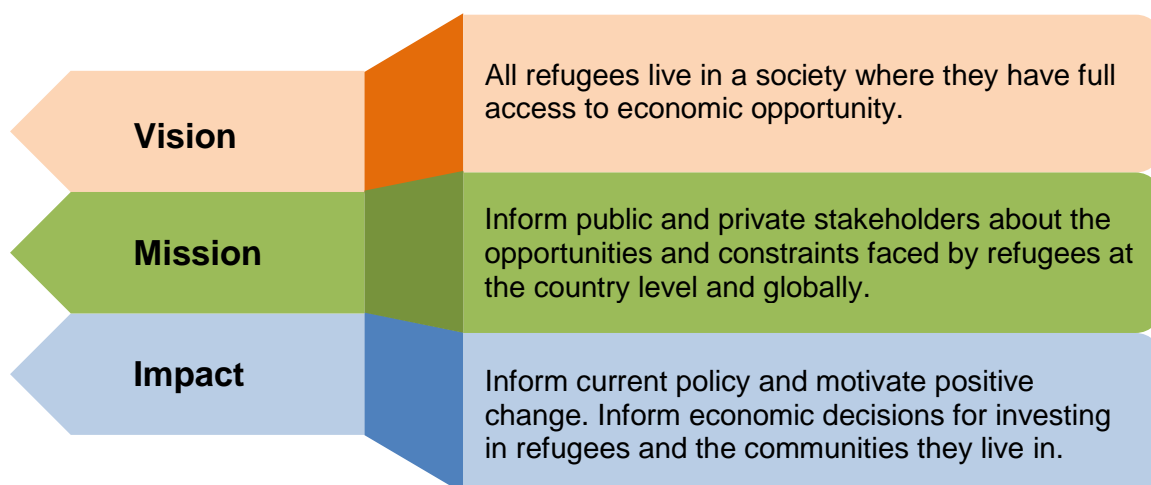 Vision
All refugees live in a society where they have full
access to economic opportunity.
Mission
Inform public and private stakeholders about the
opportunities and constraints faced by refugees at
the country level and globally.
Impact
Inform current policy and motivate positive
change. Inform economic decisions for investing
in refugees and the communities they live in.